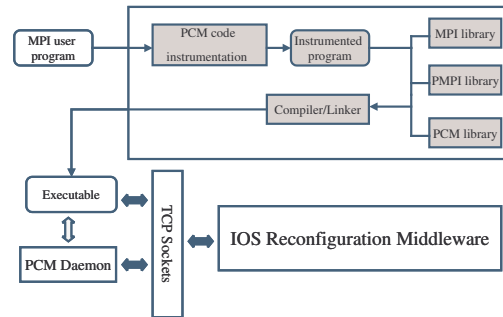 MPI user
program
PCM code
instrumentation
Instrumented
program
MPI library
PMPI library
PCM library
Compiler/Linker
Executable
PCM Daemon
TCP Sockets
IOS Reconfiguration Middleware